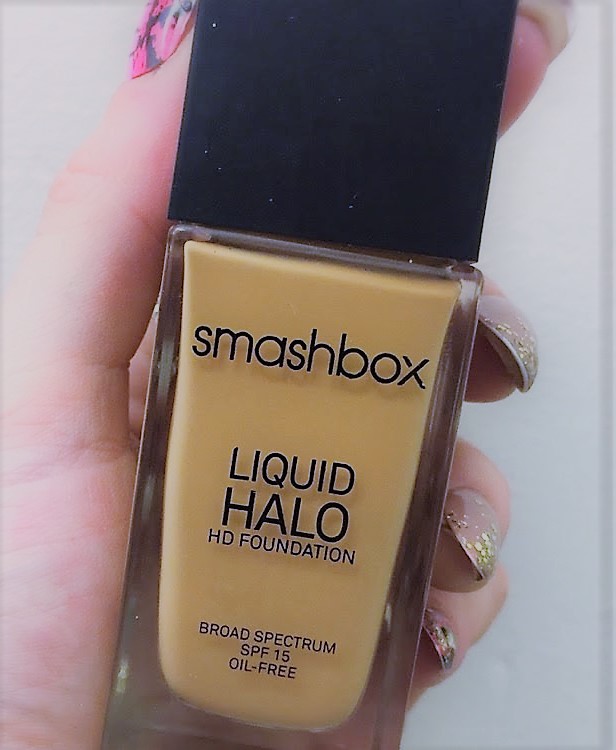 smashbox
LIQUID
HALO
HD FOUNDATION
BROAD SPECTRUM
SPF 15
OIL-FREE